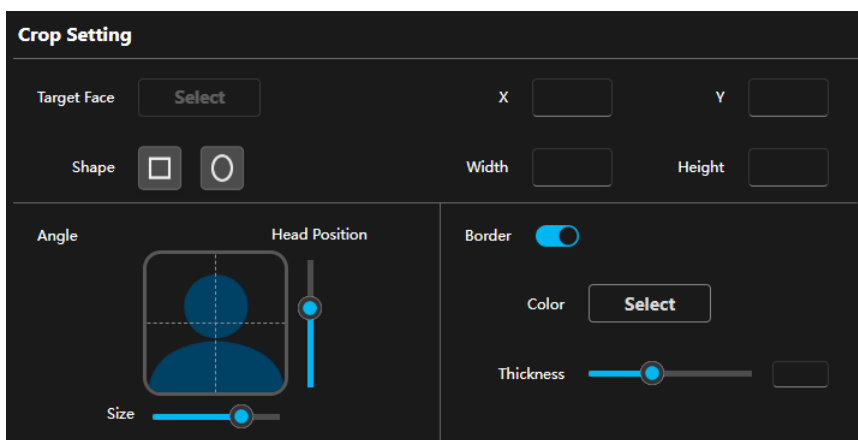 Crop Setting
Target Face Select X Y
Shape Width Height
Angle Head Position Border
Color Select
Thickness
Size